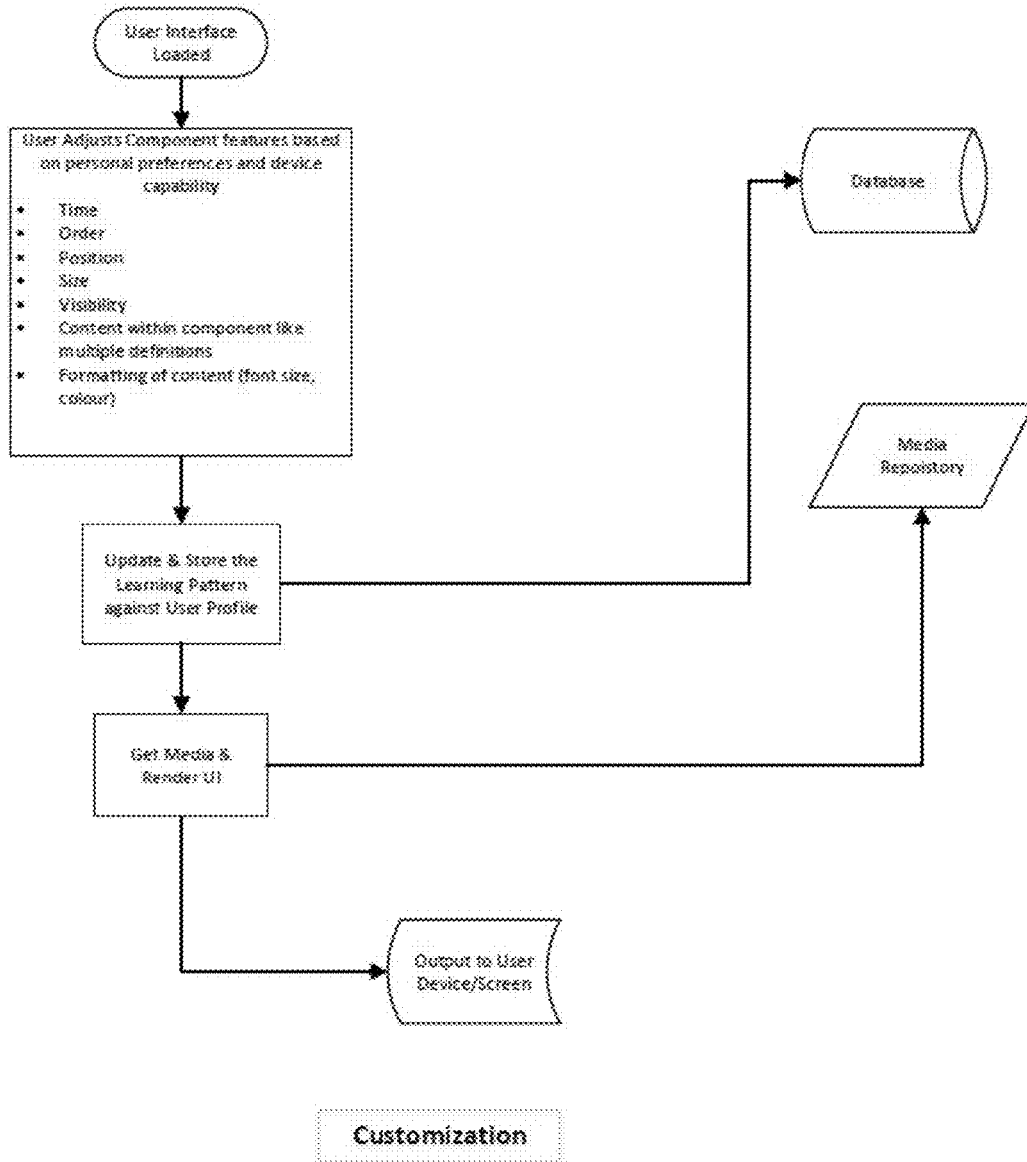 User Interface
Loaded
User Adjusts Component features based
on personal preferences and device
capability
• Time
• Order
• Position
• Size
• Visibility
• Content within component like
multiple definitions
• Formatting of content (font size,
colour)
Database
Media
Repoistory
Update & Store the
Learning Pattern
against User Profile
Get Media &
Render UI
Output to User
Device/Screen
Customization